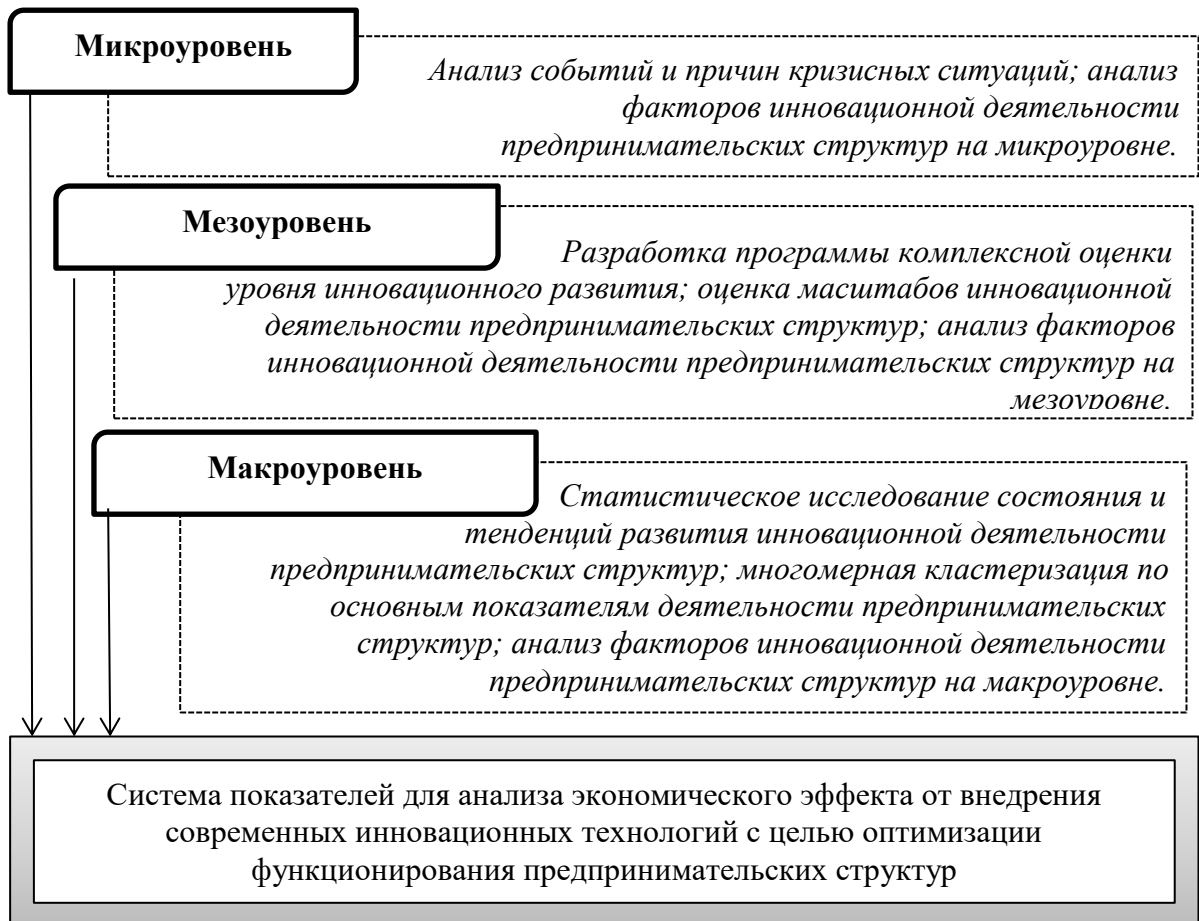 Микроуровень
Анализ событий и причин кризисных ситуаций; анализ
факторов инновационной деятельности
предпринимательских структур на микроуровне.
Мезоуровень
Разработка программы комплексной оценки
уровня инновационного развития; оценка масштабов инновационной
деятельности предпринимательских структур; анализ факторов
инновационной деятельности предпринимательских структур на
мезоуровне.
Макроуровень
Статистическое исследование состояния и
тенденций развития инновационной деятельности
предпринимательских структур; многомерная кластеризация по
основным показателям деятельности предпринимательских
структур; анализ факторов инновационной деятельности
предпринимательских структур на макроуровне.
Система показателей для анализа экономического эффекта от внедрения
современных инновационных технологий с целью оптимизации
функционирования предпринимательских структур